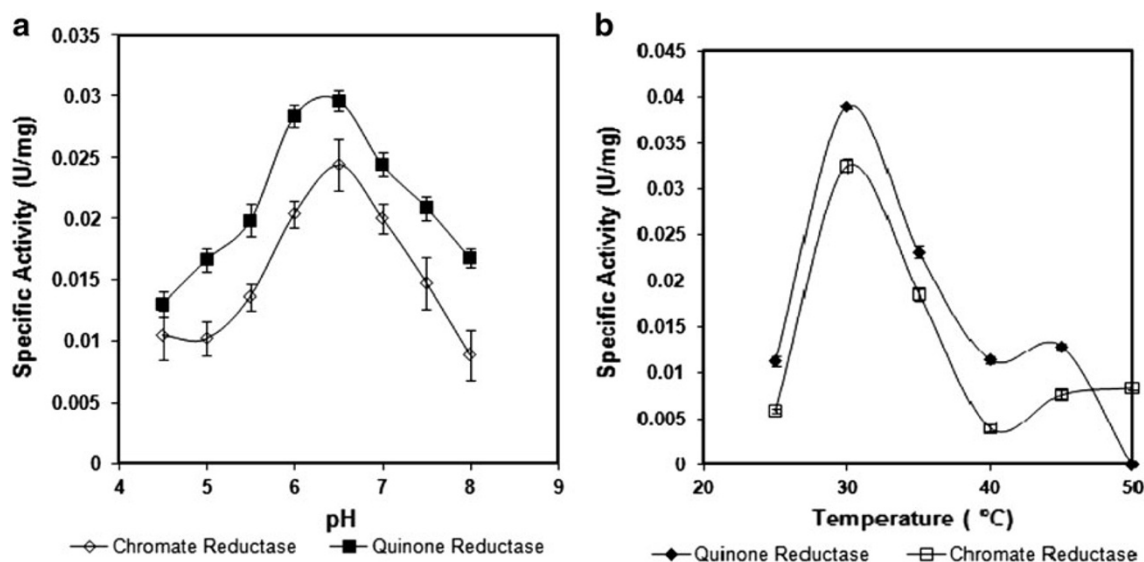 a
0.035
0.03
0.025
0.02
0.015
0.01
0.005
0
Specific Activity (U/mg)
4 5 6 7 8 9
pH
Chromate Reductase Quinone Reductase
b
0.045
0.04
0.035
0.03
0.025
0.02
0.015
0.01
0.005
0
Specific Activity (U/mg)
20 30 40 50
Temperature ( °C)
Quinone Reductase Chromate Reductase